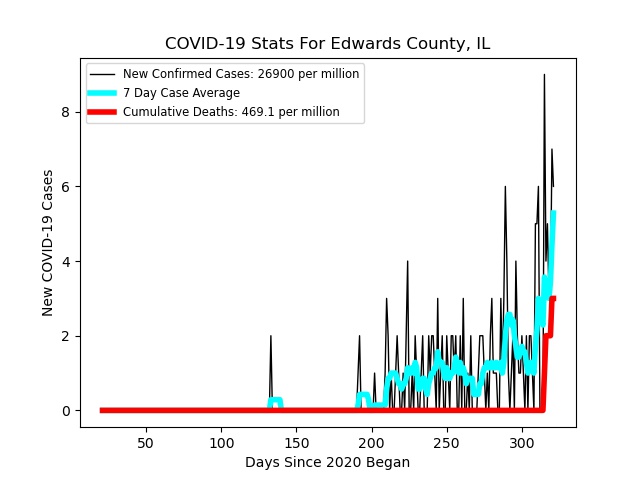 COVID-19 Stats For Edwards County, IL
New Confirmed Cases: 26900 per million
7 Day Case Average
Cumulative Deaths: 469.1 per million
New COVID-19 Cases
8
6
4
2
0
50 100 150 200 250 300
Days Since 2020 Began